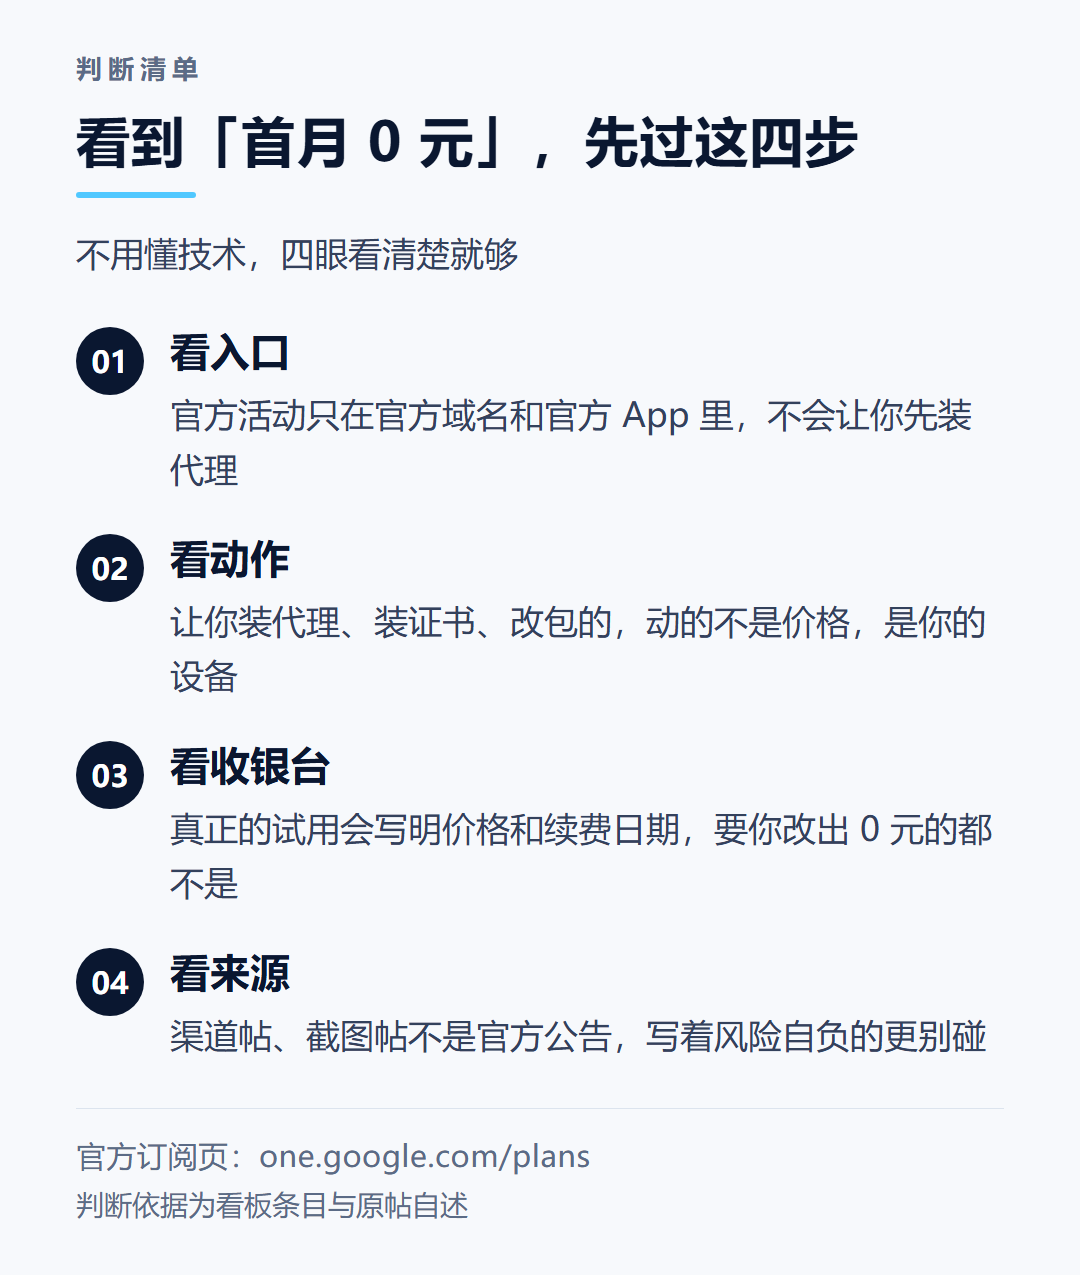 判断清单
看到「首月 0 元」，先过这四步
不用懂技术，四眼看清楚就够
01
看入口
官方活动只在官方域名和官方 App 里，不会让你先装
代理
02
看动作
让你装代理、装证书、改包的，动的不是价格，是你的
设备
03
看收银台
真正的试用会写明价格和续费日期，要你改出 0 元的都
不是
04
看来源
渠道帖、截图帖不是官方公告，写着风险自负的更别碰
官方订阅页：one.google.com/plans
判断依据为看板条目与原帖自述